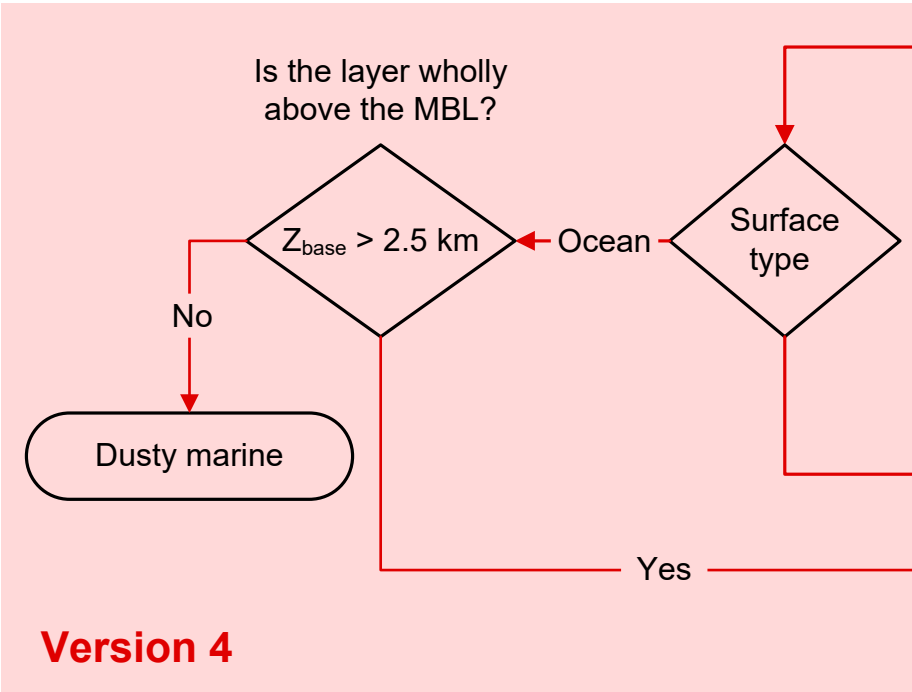 Is the layer wholly
above the MBL?
Z_base > 2.5 km
Ocean
Surface
type
No
Dusty marine
Yes
Version 4